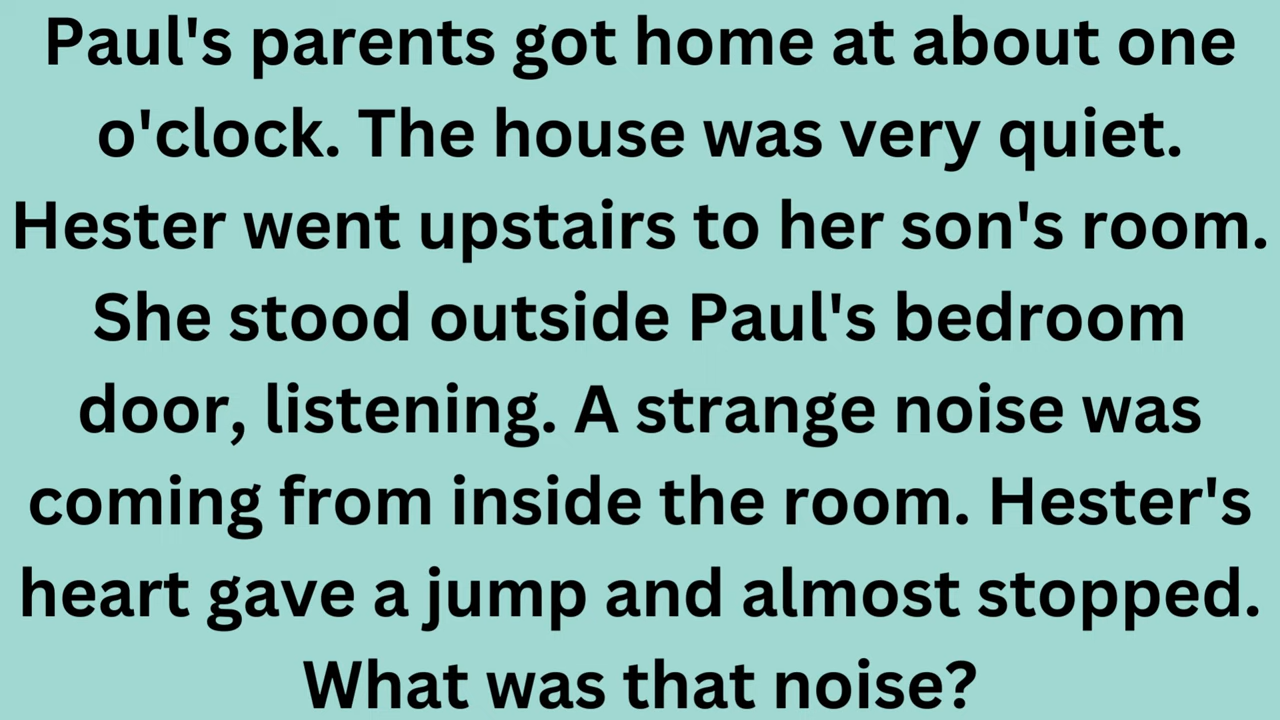 Paul's parents got home at about one
o'clock. The house was very quiet.
Hester went upstairs to her son's room.
She stood outside Paul's bedroom
door, listening. A strange noise was
coming from inside the room. Hester's
heart gave a jump and almost stopped.
What was that noise?